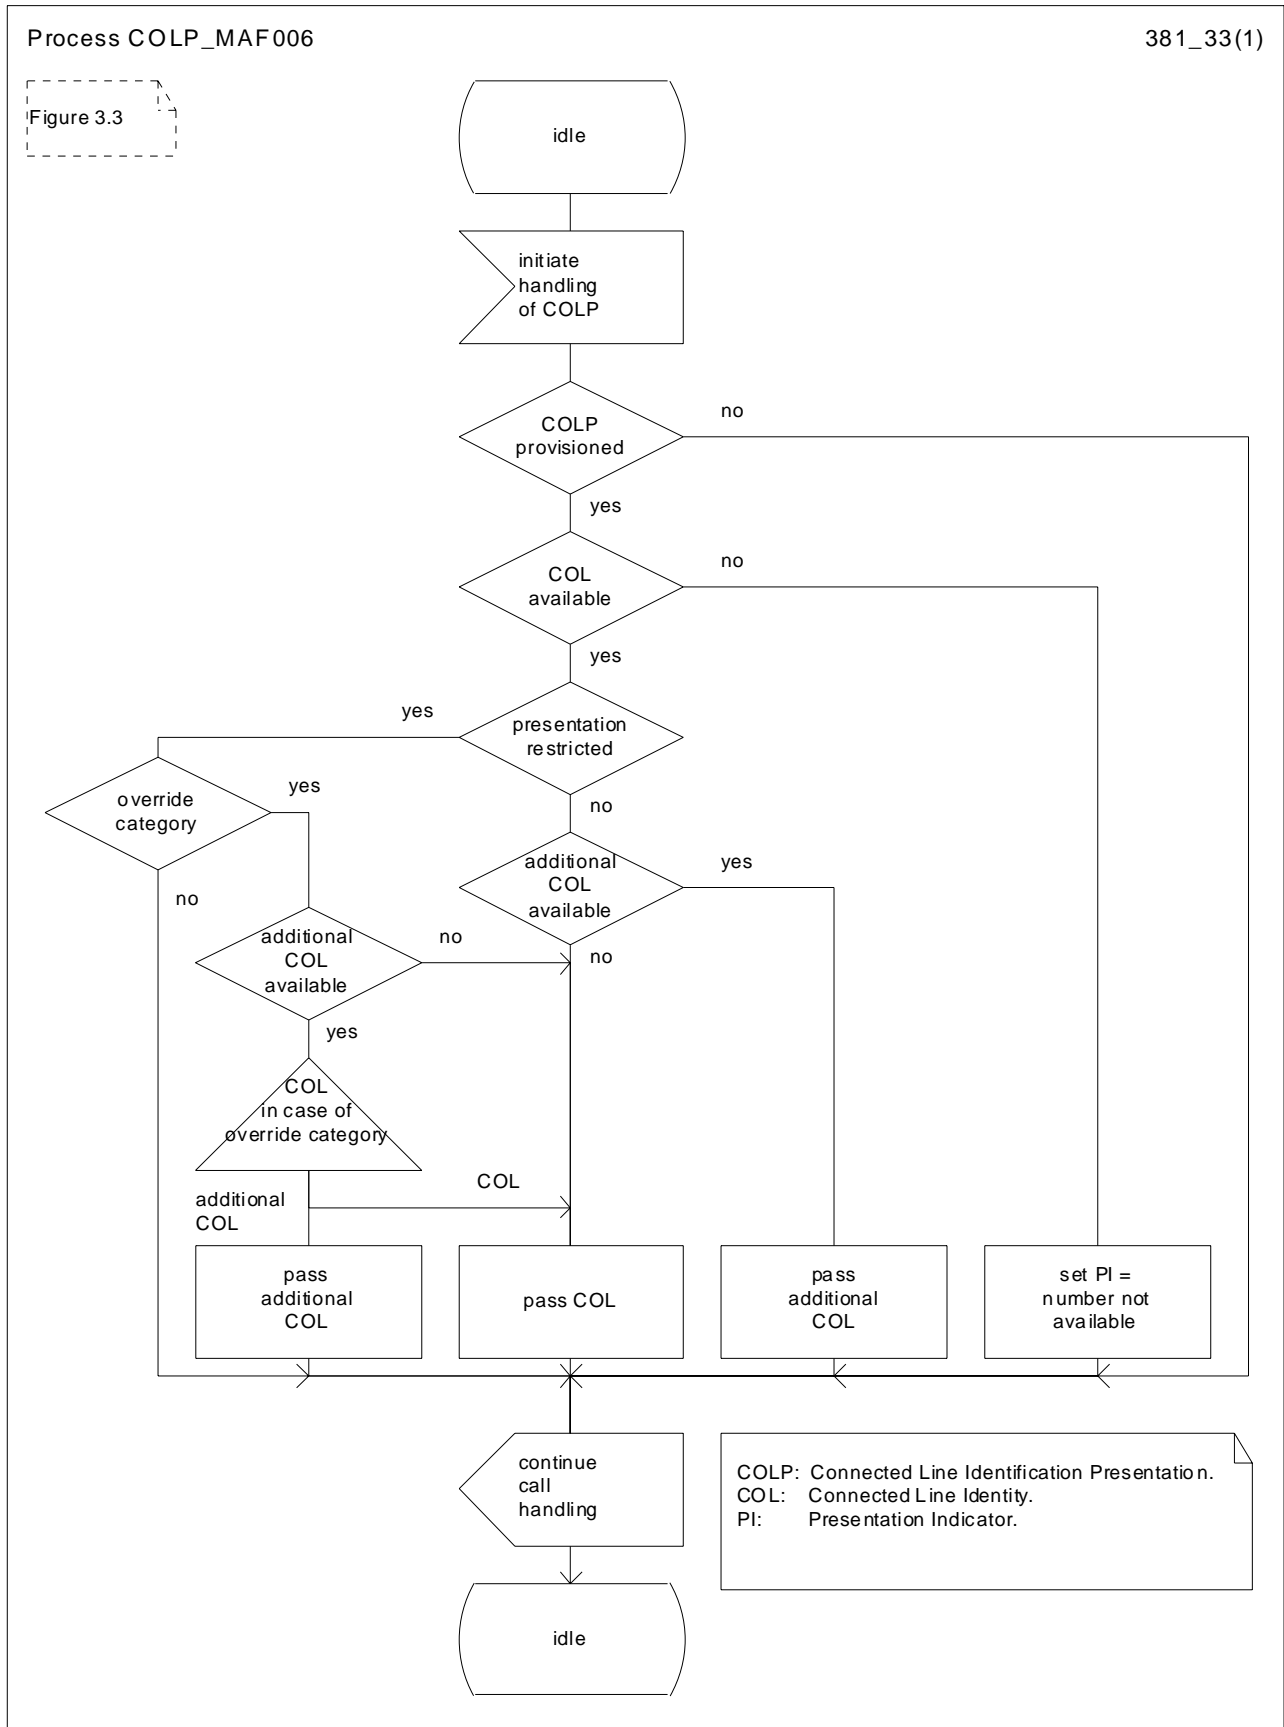 Process COLP_MAF006
381_33(1)
Figure 3.3
idle
initiate
handling
of COLP
COLP
provisioned
no
yes
COL
available
no
yes
presentation
restricted
yes
no
override
category
yes
no
additional
COL
available
yes
no
additional
COL
available
no
yes
COL
in case of
override category
COL
additional
COL
pass
additional
COL
pass COL
pass
additional
COL
set PI =
number not
available
continue
call
handling
COLP: Connected Line Identification Presentation.
COL: Connected Line Identity.
PI: Presentation Indicator.
idle